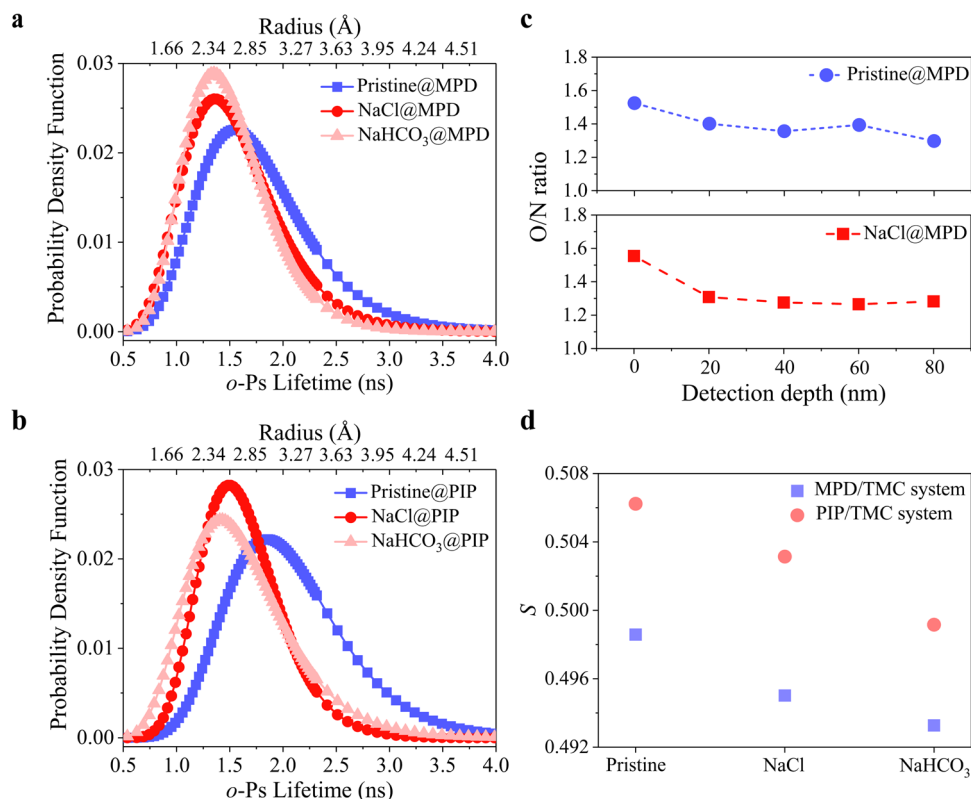 a
Radius (Å)
1.66 2.34 2.85 3.27 3.63 3.95 4.24 4.51
Probability Density Function
0.03
0.02
0.01
0.00
Pristine@MPD
NaCl@MPD
NaHCO3@MPD
0.5 1.0 1.5 2.0 2.5 3.0 3.5 4.0
o-Ps Lifetime (ns)
b
Radius (Å)
1.66 2.34 2.85 3.27 3.63 3.95 4.24 4.51
Probability Density Function
0.03
0.02
0.01
0.00
Pristine@PIP
NaCl@PIP
NaHCO3@PIP
0.5 1.0 1.5 2.0 2.5 3.0 3.5 4.0
o-Ps Lifetime (ns)
c
O/N ratio
1.8
1.6
1.4
1.2
1.0
Pristine@MPD
1.8
1.6
1.4
1.2
1.0
NaCl@MPD
0 20 40 60 80
Detection depth (nm)
d
S
0.508
0.504
0.500
0.496
0.492
MPD/TMC system
PIP/TMC system
Pristine NaCl NaHCO3